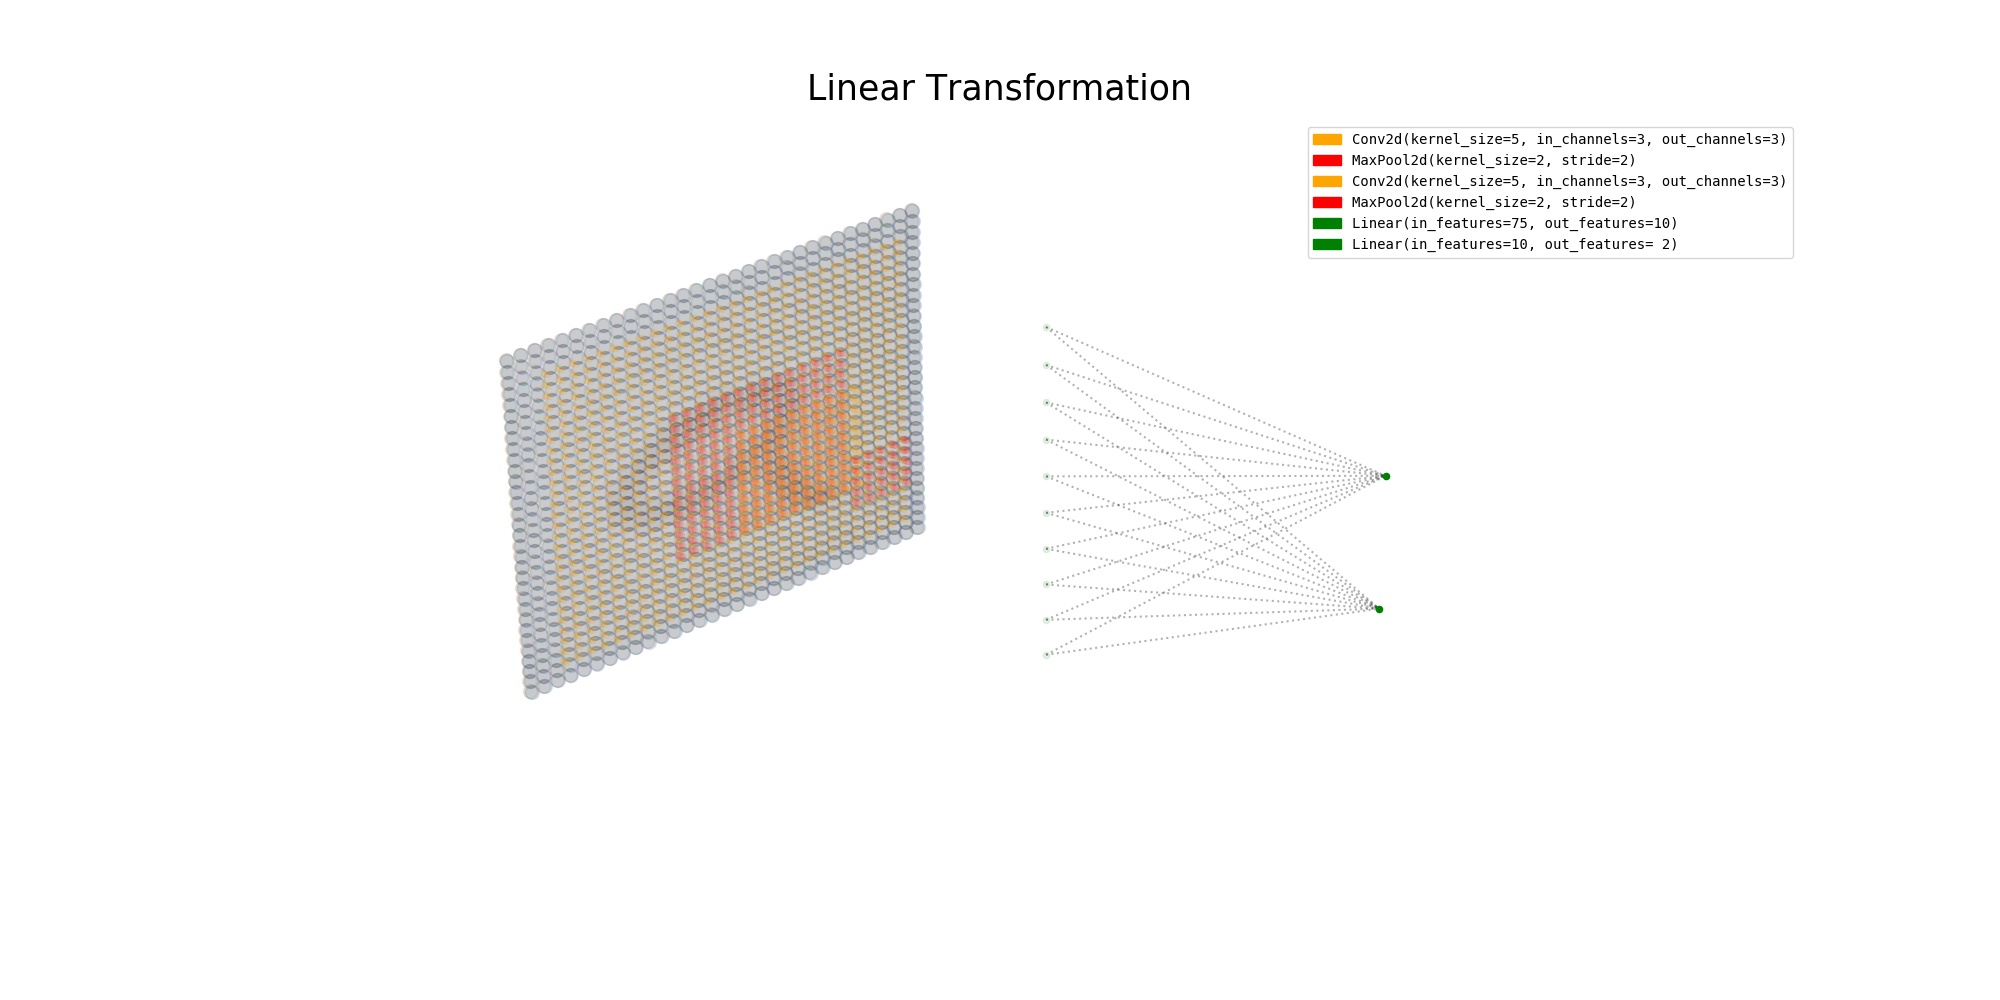 Linear Transformation
Conv2d(kernel_size=5, in_channels=3, out_channels=3)
MaxPool2d(kernel_size=2, stride=2)
Conv2d(kernel_size=5, in_channels=3, out_channels=3)
MaxPool2d(kernel_size=2, stride=2)
Linear(in_features=75, out_features=10)
Linear(in_features=10, out_features= 2)